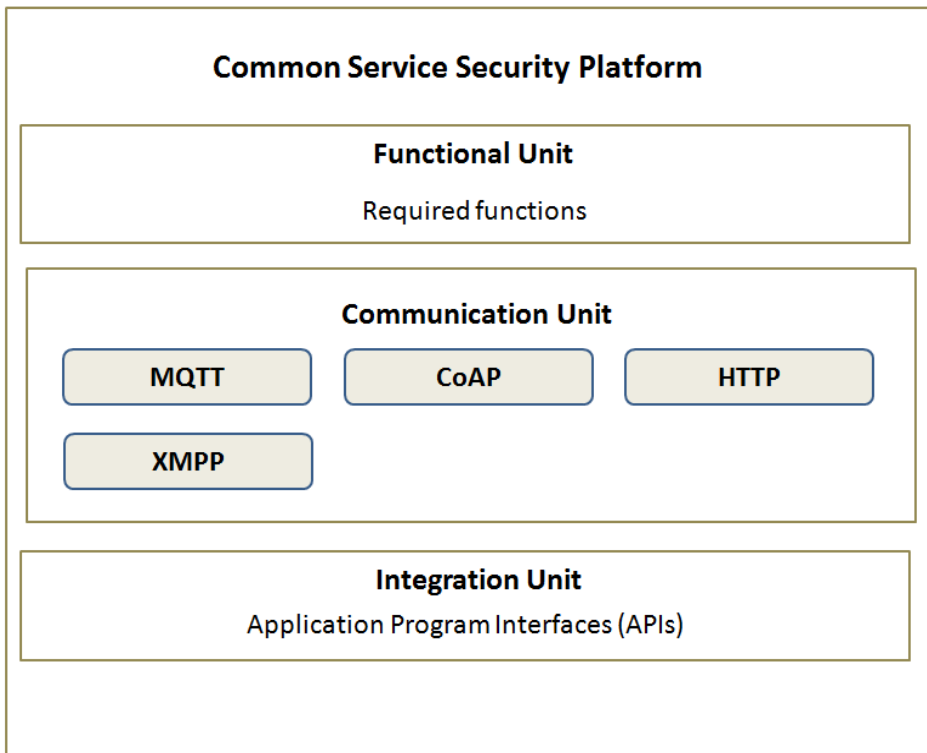 Common Service Security Platform
Functional Unit
Required functions
Communication Unit
MQTT CoAP HTTP
XMPP
Integration Unit
Application Program Interfaces (APIs)